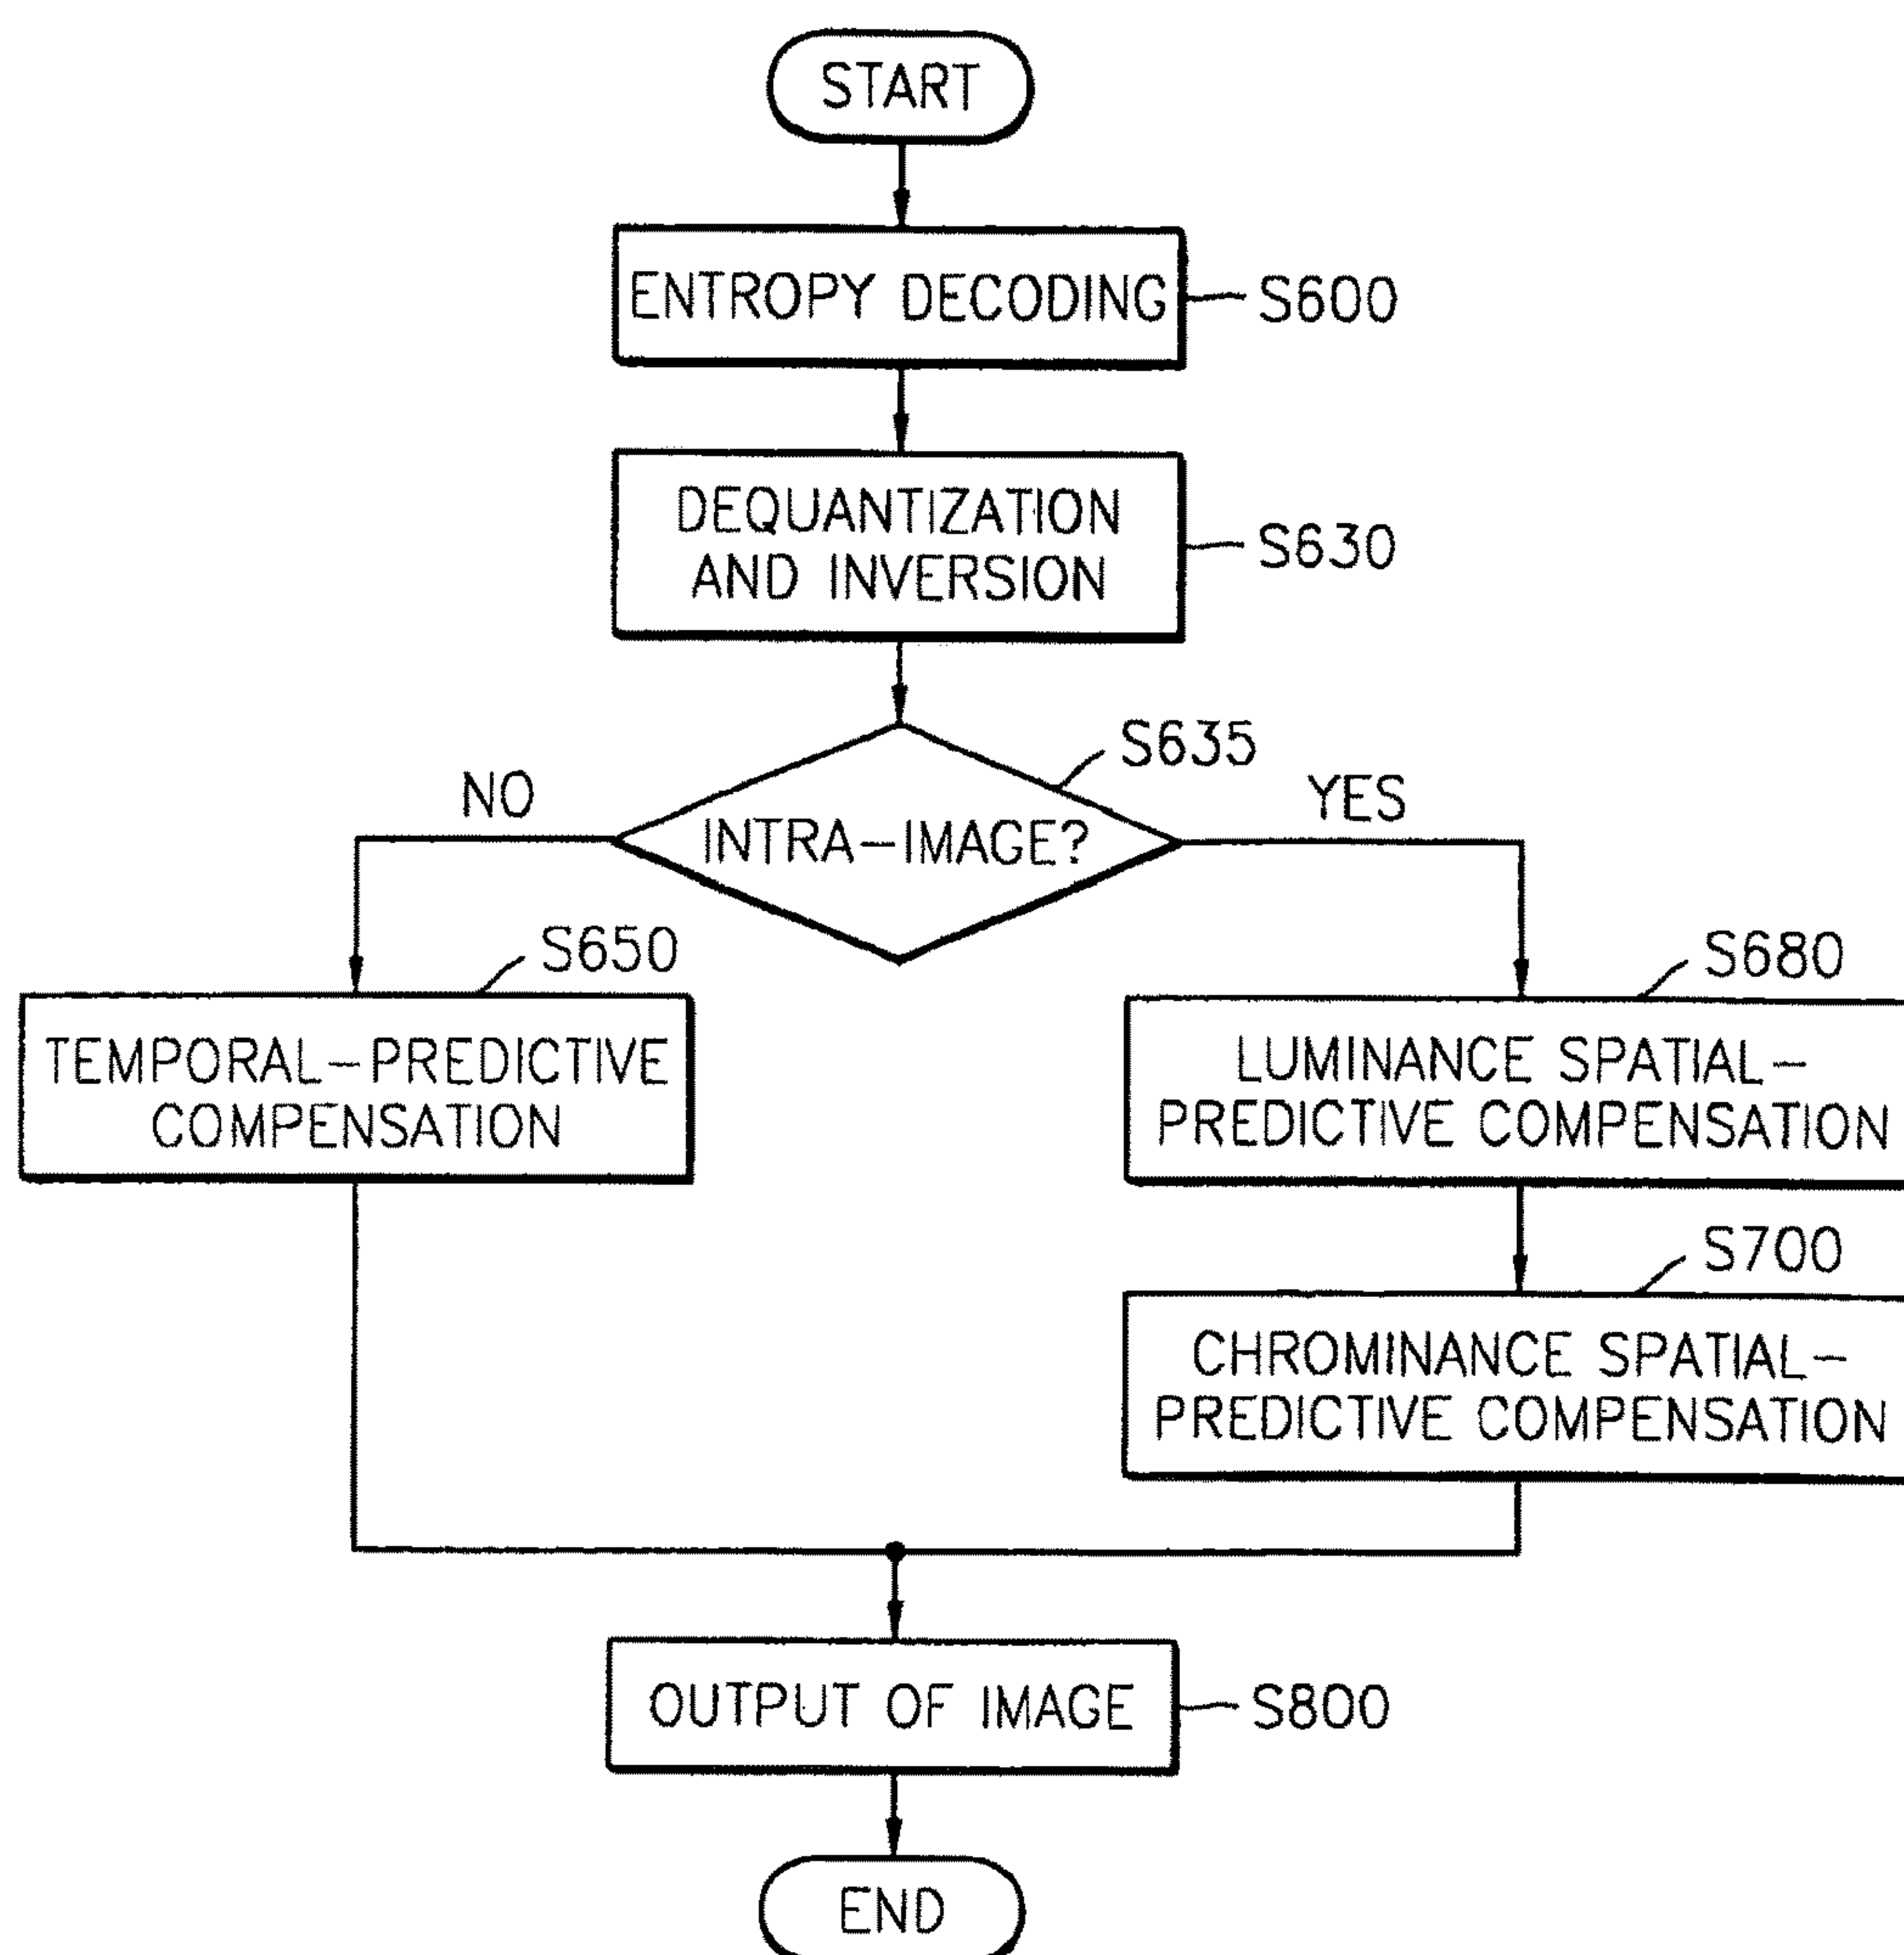 START
ENTROPY DECODING
S600
DEQUANTIZATION
AND INVERSION
S630
S635
NO
YES
INTRA-IMAGE?
S650
TEMPORAL-PREDICTIVE
COMPENSATION
S680
LUMINANCE SPATIAL-
PREDICTIVE COMPENSATION
S700
CHROMINANCE SPATIAL-
PREDICTIVE COMPENSATION
OUTPUT OF IMAGE
S800
END